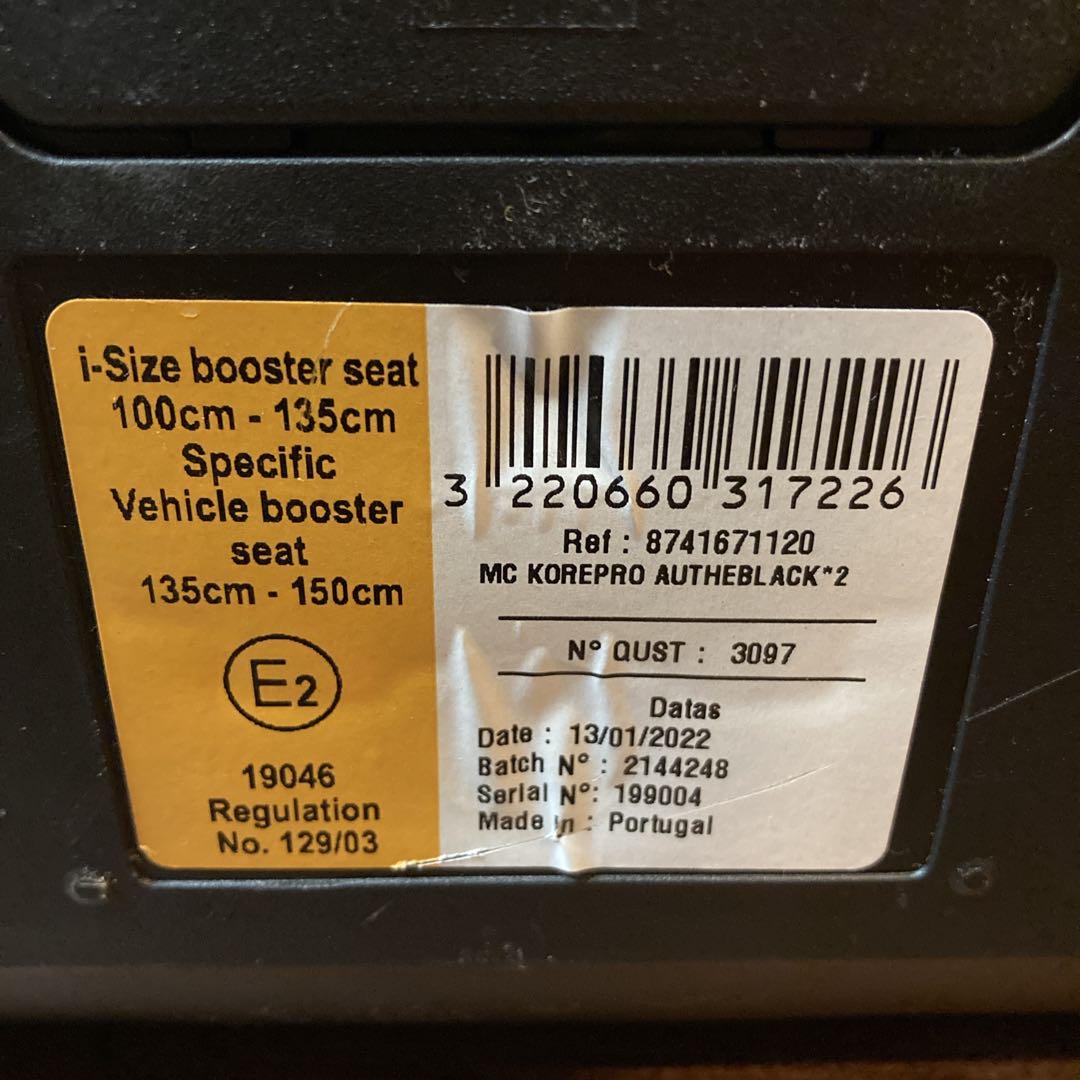 i-Size booster seat
100cm - 135cm
Specific
Vehicle booster
seat
135cm - 150cm
E2
19046
Regulation
No. 129/03
3 220660 317226
Ref : 8741671120
MC KOREPRO AUTHEBLACK*2
N° QUST : 3097
Datas
Date : 13/01/2022
Batch N° : 2144248
Serial N°: 199004
Made in : Portugal